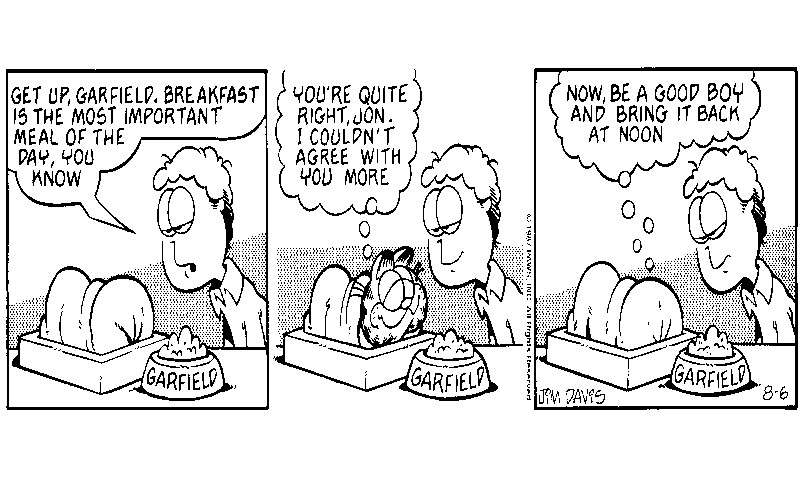 GET UP, GARFIELD. BREAKFAST
IS THE MOST IMPORTANT
MEAL OF THE
DAY, YOU
KNOW
GARFIELD
YOU'RE QUITE
RIGHT, JON.
I COULDN'T
AGREE WITH
YOU MORE
GARFIELD
NOW, BE A GOOD BOY
AND BRING IT BACK
AT NOON
GARFIELD
JIM DAVIS
8-6